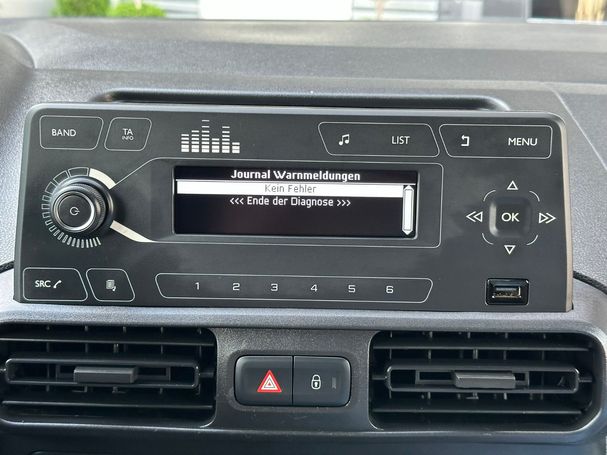 BAND
TA
INFO
LIST
MENU
Journal Warnmeldungen
Kein Fehler
<<< Ende der Diagnose >>>
OK
SRC
1 2 3 4 5 6